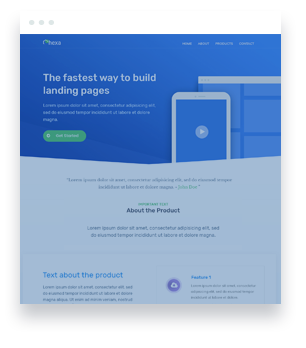 hexa
HOME ABOUT PRODUCTS CONTACT
The fastest way to build
landing pages
Lorem ipsum dolor sit amet, consectetur adipiscing elit,
sed do eiusmod tempor incididunt ut labore et dolore
magna.
Get Started
"Lorem ipsum dolor sit amet, consectetur adipiscing elit, sed do eiusmod tempor
incididunt ut labore et dolore magna aliqua. –John Doe"
IMPORTANT TEXT
About the Product
Lorem ipsum dolor sit amet, consectetur adipiscing elit, sed
do eiusmod tempor incididunt ut labore et dolore magna.
Text about the product
Lorem ipsum dolor sit amet, consectetur adipiscing elit, sed do
eiusmod tempor incididunt ut labore et dolore
magna aliqua. Ut enim ad minim veniam, nostrud
Feature 1
Lorem ipsum dolor sit amet, consectetur
adipiscing elit, sed do eiusmod tempor
incididunt ut labore et dolore.